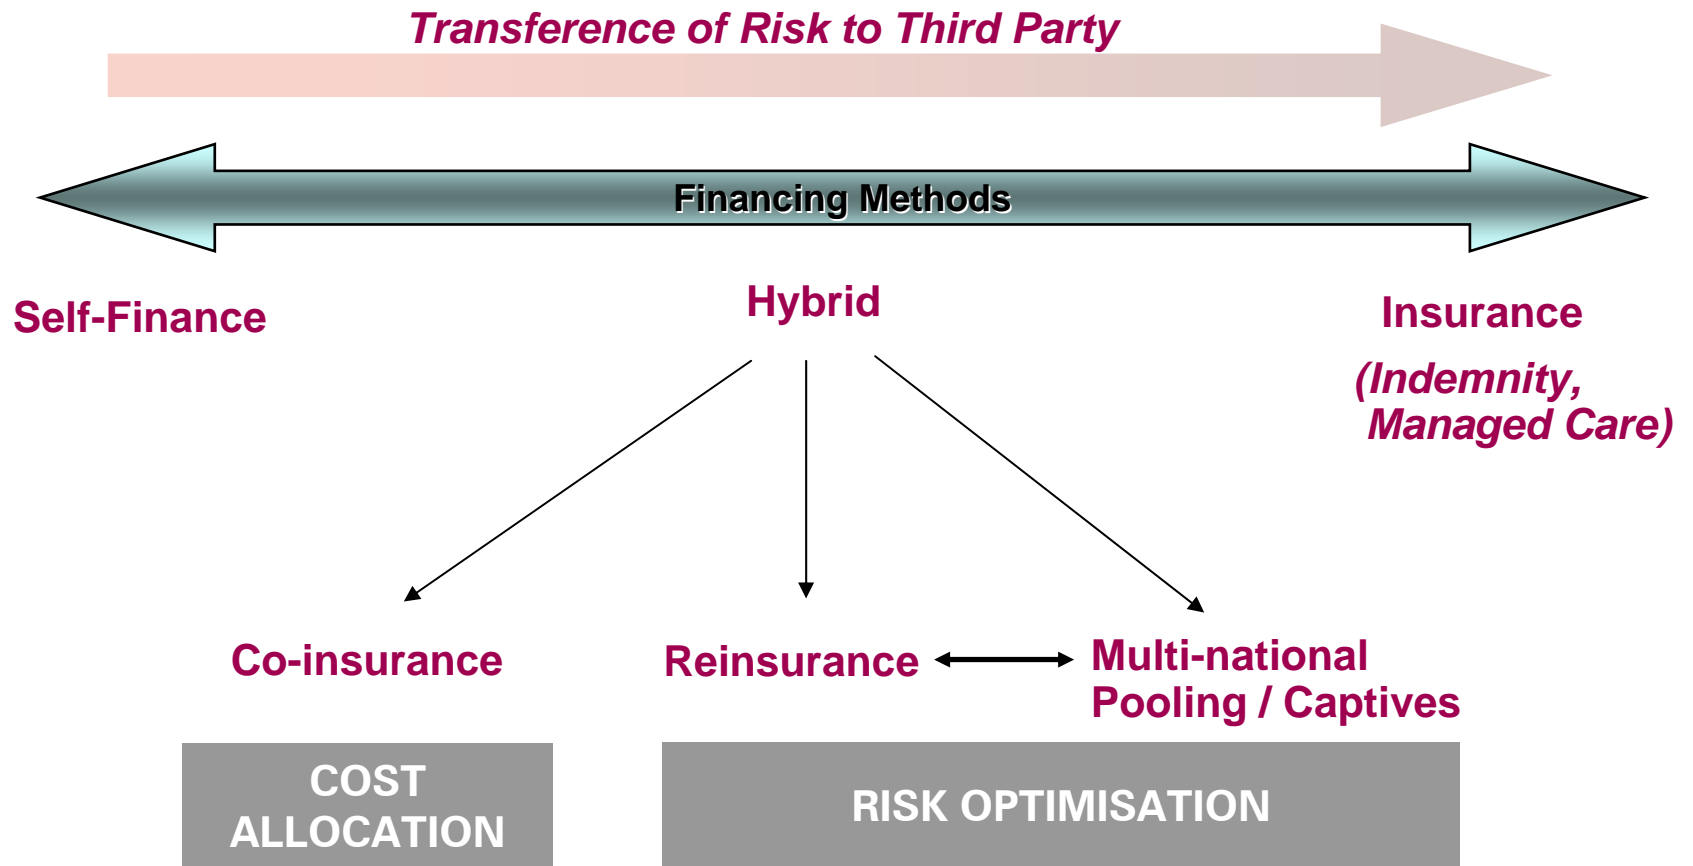 Transference of Risk to Third Party
Financing Methods
Self-Finance
Hybrid
Insurance
(Indemnity,
Managed Care)
Co-insurance
Reinsurance
Multi-national
Pooling / Captives
COST
ALLOCATION
RISK OPTIMISATION